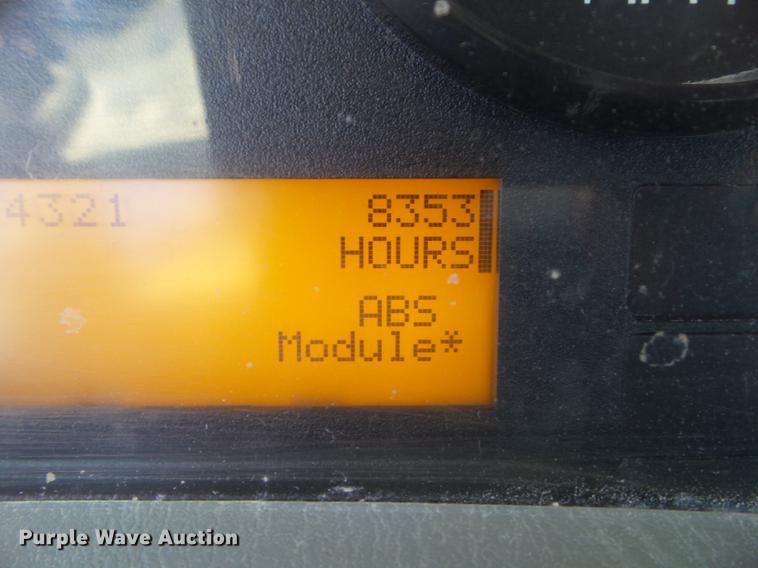 4321 8353
HOURS
ABS
Module*
Purple Wave Auction